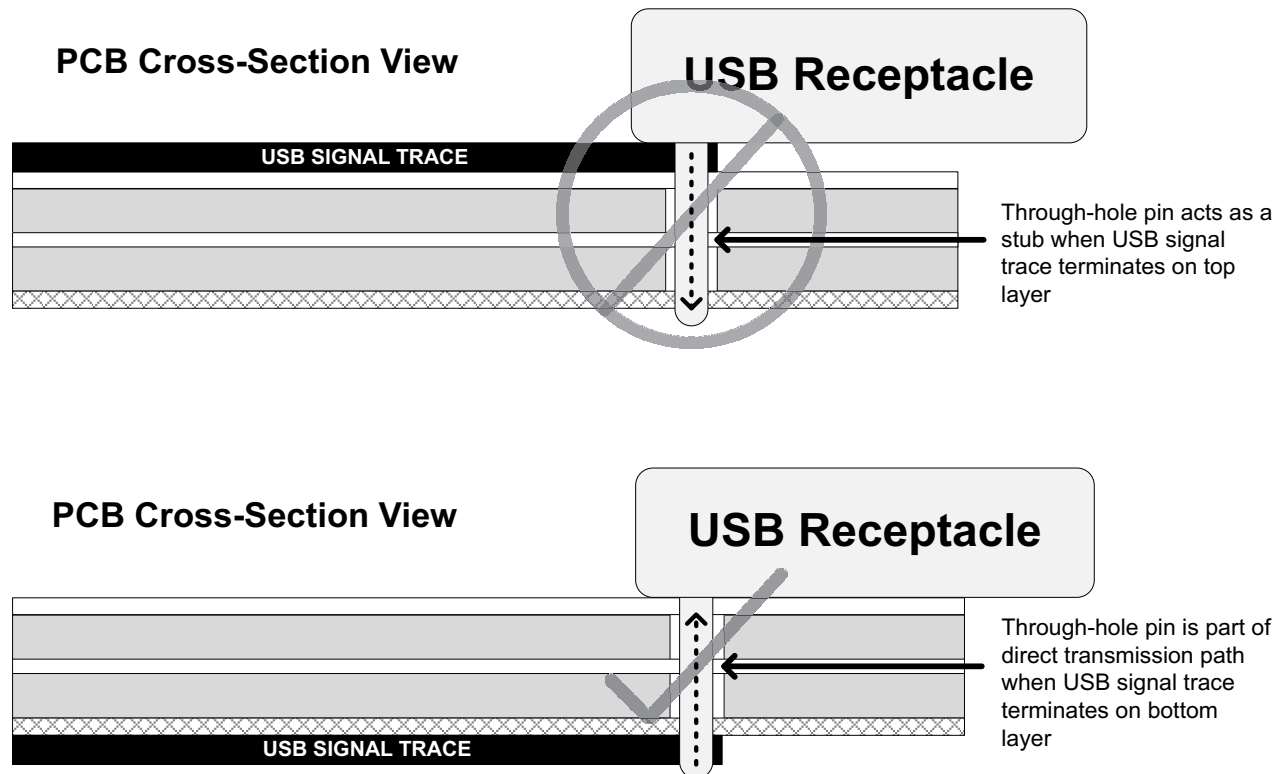 PCB Cross-Section View
USB Receptacle
USB SIGNAL TRACE
Through-hole pin acts as a
stub when USB signal
trace terminates on top
layer
PCB Cross-Section View
USB Receptacle
Through-hole pin is part of
direct transmission path
when USB signal trace
terminates on bottom
layer
USB SIGNAL TRACE